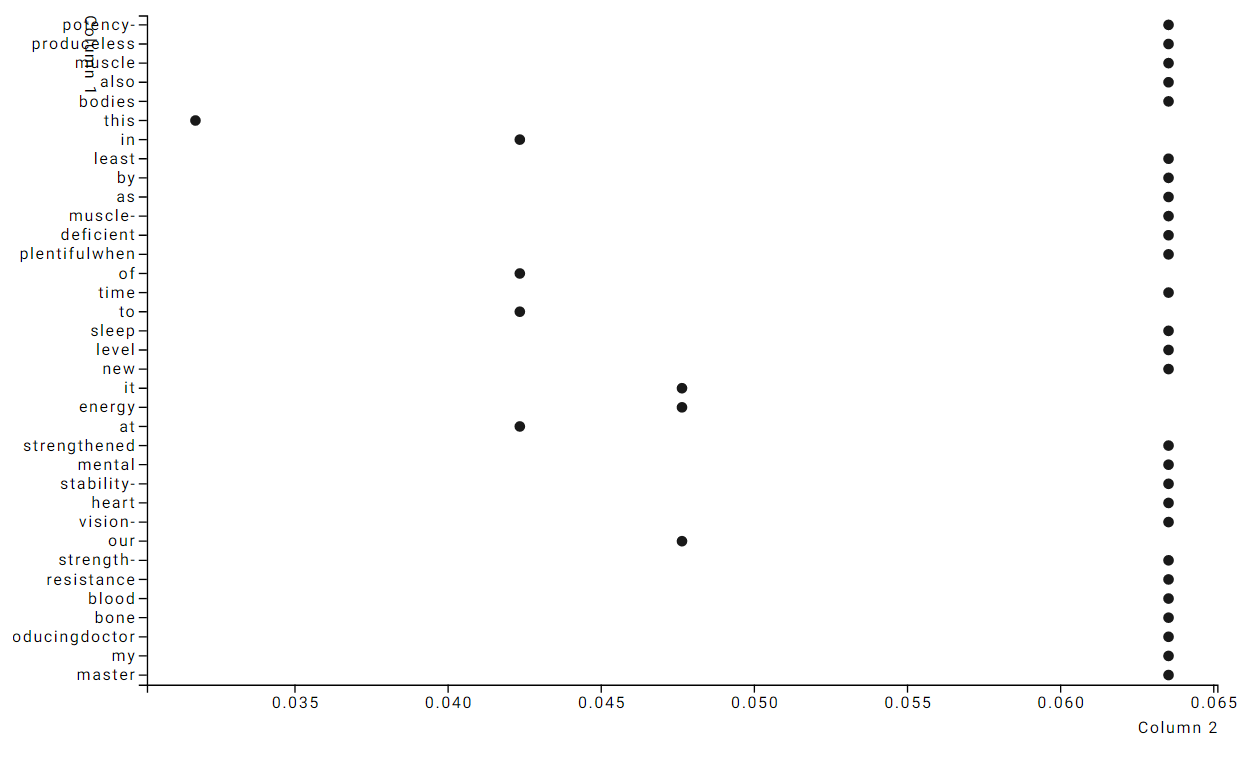 Column 1
potency-
produceless
muscle
also
bodies
this
in
least
by
as
muscle-
deficient
plentifulwhen
of
time
to
sleep
level
new
it
energy
at
strengthened
mental
stability-
heart
vision-
our
strength-
resistance
blood
bone
oducingdoctor
my
master
0.035 0.040 0.045 0.050 0.055 0.060 0.065
Column 2